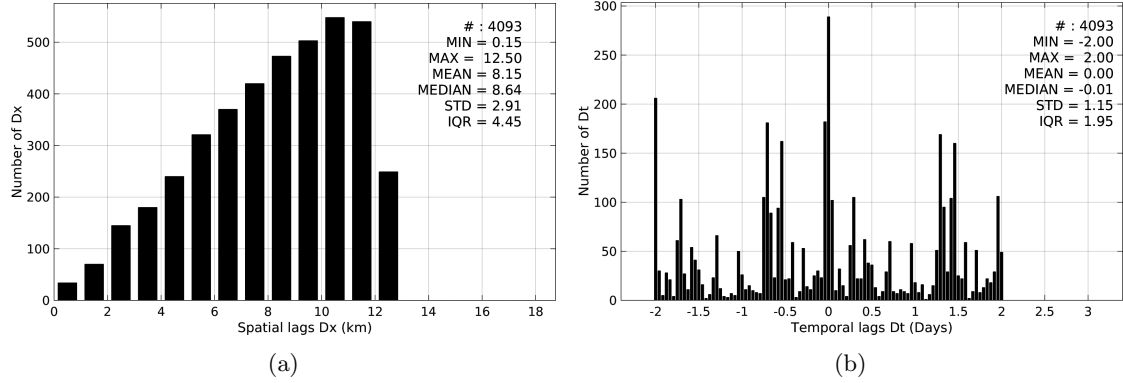 # : 4093
MIN = 0.15
MAX = 12.50
MEAN = 8.15
MEDIAN = 8.64
STD = 2.91
IQR = 4.45
Number of Dx
500
400
300
200
100
0
0 2 4 6 8 10 12 14 16 18
Spatial lags Dx (km)
(a)
# : 4093
MIN = -2.00
MAX = 2.00
MEAN = 0.00
MEDIAN = -0.01
STD = 1.15
IQR = 1.95
Number of Dt
300
250
200
150
100
50
0
-2 -1.5 -1 -0.5 0 0.5 1 1.5 2 2.5 3
Temporal lags Dt (Days)
(b)